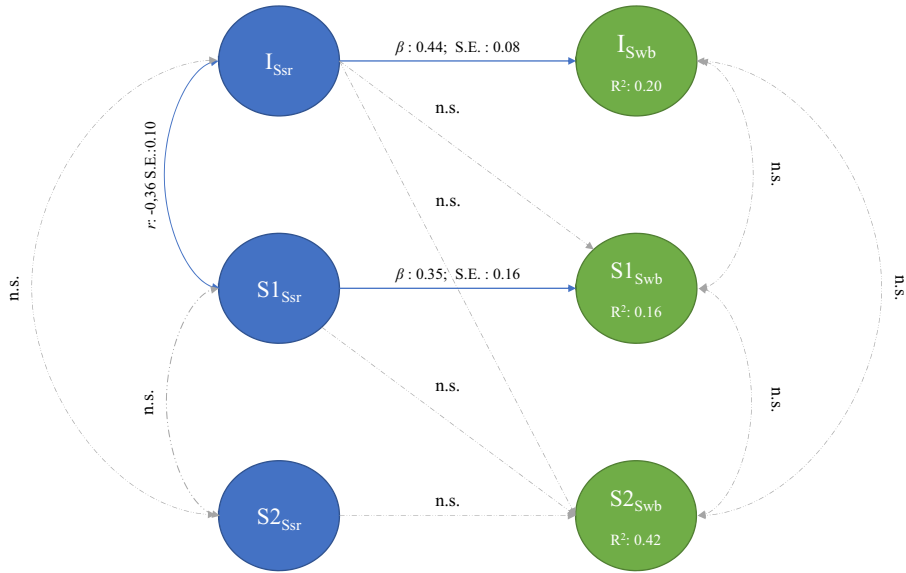 β : 0.44; S.E. : 0.08
I_Ssr
I_Swb
R²: 0.20
n.s.
n.s.
r: -0,36 S.E.:0.10
n.s.
n.s.
β : 0.35; S.E. : 0.16
S1_Ssr
S1_Swb
R²: 0.16
n.s.
n.s.
n.s.
n.s.
n.s.
n.s.
S2_Ssr
S2_Swb
R²: 0.42